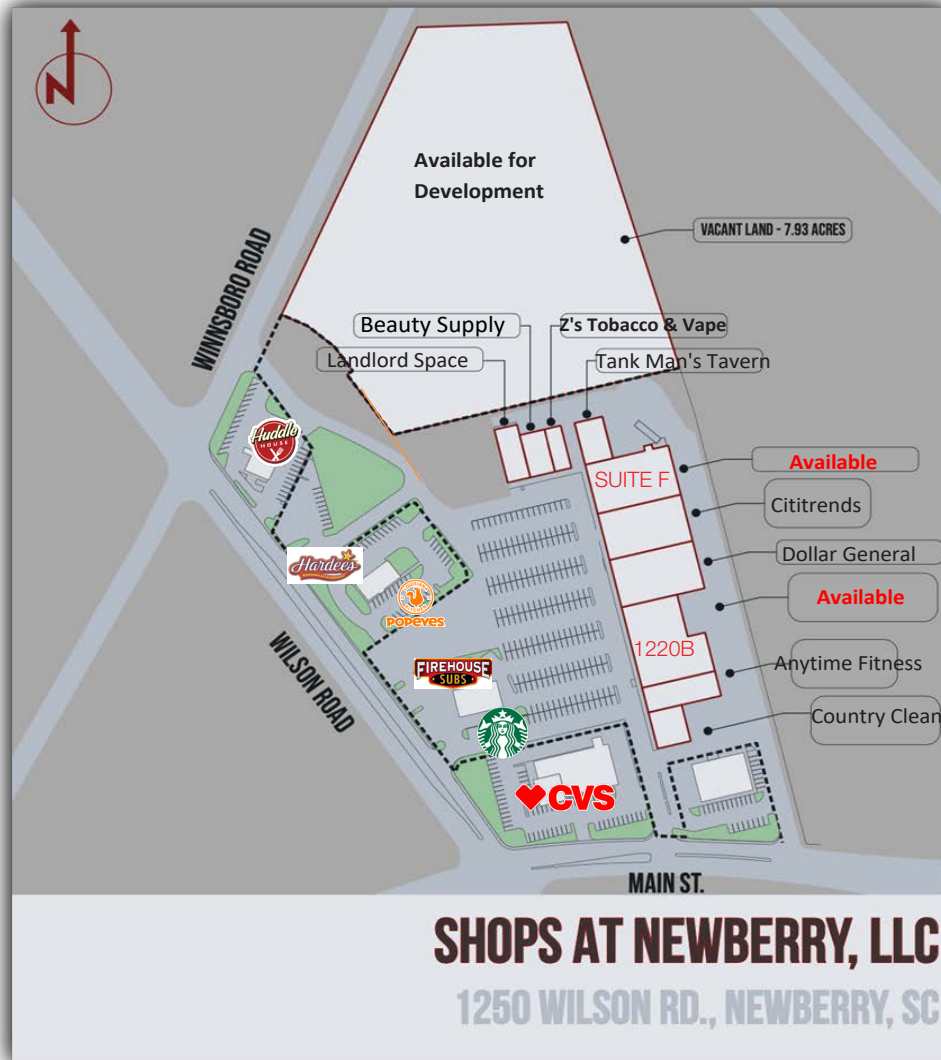 N
Available for
Development
VACANT LAND - 7.93 ACRES
WINNSBORO ROAD
Beauty Supply
Z's Tobacco & Vape
Landlord Space
Tank Man's Tavern
Huddle
HOUSE
SUITE F
Available
Cititrends
Hardee's
Dollar General
LOUISIANA KITCHEN
POPEYES
Available
WILSON ROAD
1220B
Anytime Fitness
FIREHOUSE
SUBS
Country Clean
CVS
MAIN ST.
SHOPS AT NEWBERRY, LLC
1250 WILSON RD., NEWBERRY, SC